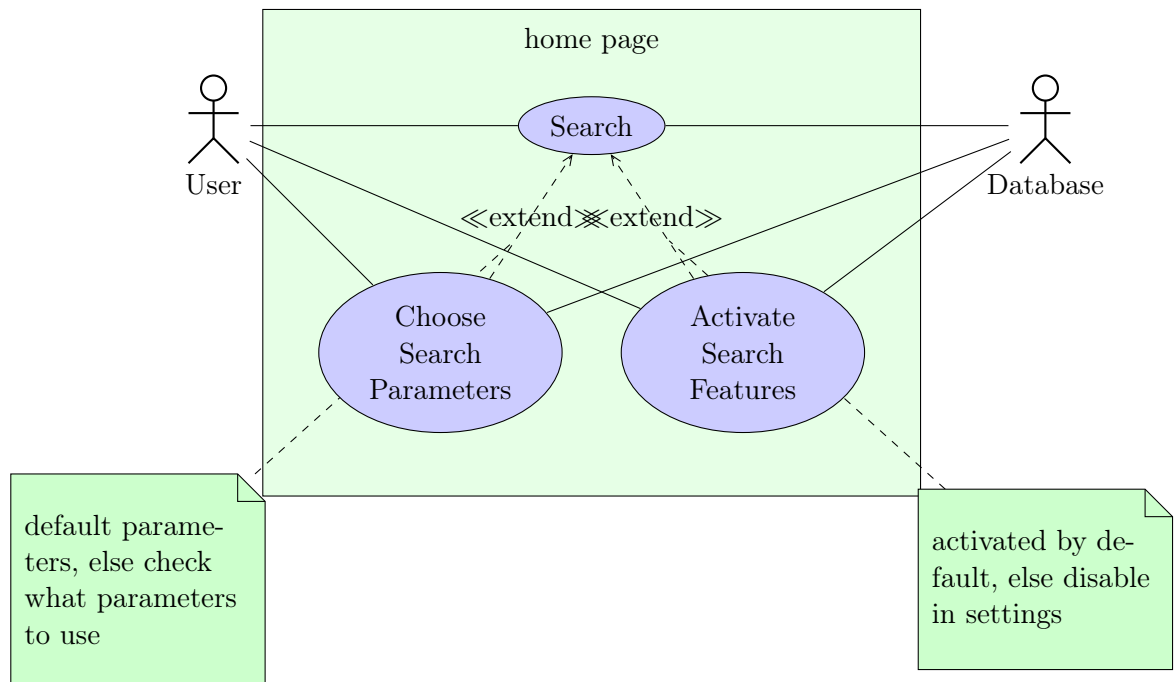 home page
Search
User
Database
≪extend≫
≪extend≫
Choose
Search
Parameters
Activate
Search
Features
default parame-
ters, else check
what parameters
to use
activated by de-
fault, else disable
in settings